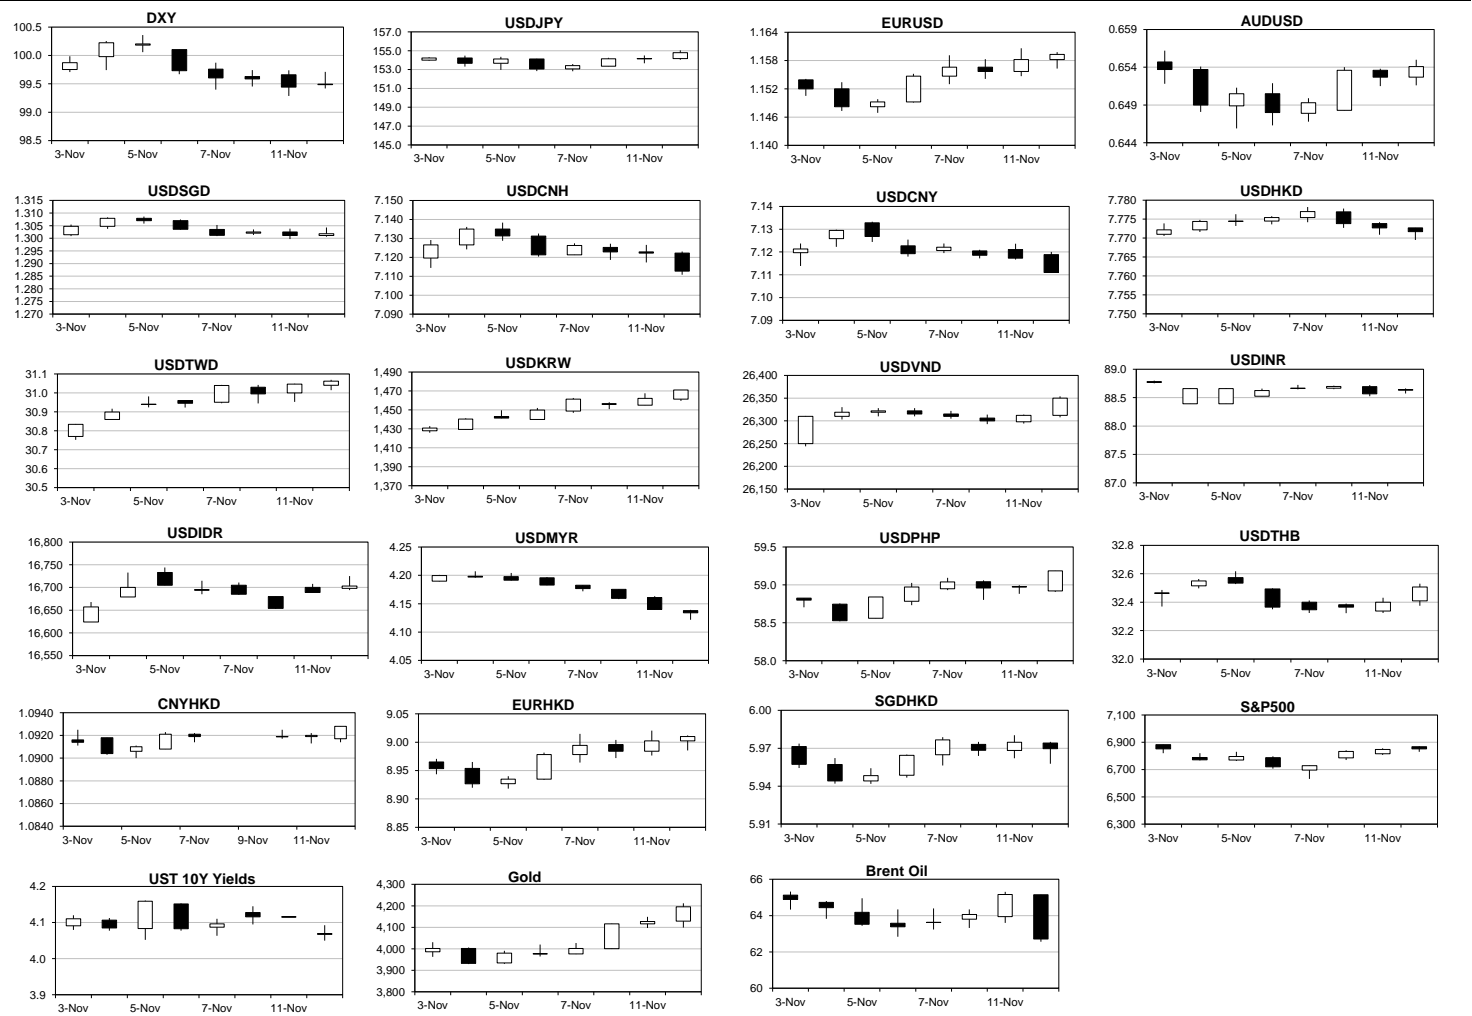 DXY
100.5
100.0
99.5
99.0
98.5
3-Nov 5-Nov 7-Nov 11-Nov
USDJPY
157.0
155.0
153.0
151.0
149.0
147.0
145.0
3-Nov 5-Nov 7-Nov 11-Nov
EURUSD
1.164
1.158
1.152
1.146
1.140
3-Nov 5-Nov 7-Nov 11-Nov
AUDUSD
0.659
0.654
0.649
0.644
3-Nov 5-Nov 7-Nov 11-Nov
USDSGD
1.315
1.310
1.305
1.300
1.295
1.290
1.285
1.280
1.275
1.270
3-Nov 5-Nov 7-Nov 11-Nov
USDCNH
7.150
7.140
7.130
7.120
7.110
7.100
7.090
3-Nov 5-Nov 7-Nov 11-Nov
USDCNY
7.14
7.13
7.12
7.11
7.10
7.09
3-Nov 5-Nov 7-Nov 11-Nov
USDHKD
7.780
7.775
7.770
7.765
7.760
7.755
7.750
3-Nov 5-Nov 7-Nov 11-Nov
USDTWD
31.1
31.0
30.9
30.8
30.7
30.6
30.5
3-Nov 5-Nov 7-Nov 11-Nov
USDKRW
1,490
1,470
1,450
1,430
1,410
1,390
1,370
3-Nov 5-Nov 7-Nov 11-Nov
USDVND
26,400
26,350
26,300
26,250
26,200
26,150
3-Nov 5-Nov 7-Nov 11-Nov
USDINR
89.0
88.5
88.0
87.5
87.0
3-Nov 5-Nov 7-Nov 11-Nov
USDIDR
16,800
16,750
16,700
16,650
16,600
16,550
3-Nov 5-Nov 9-Nov 11-Nov
USDMYR
4.25
4.20
4.15
4.10
4.05
3-Nov 5-Nov 7-Nov 11-Nov
USDPHP
59.5
59.0
58.5
58.0
3-Nov 5-Nov 7-Nov 11-Nov
USDTHB
32.8
32.6
32.4
32.2
32.0
3-Nov 5-Nov 7-Nov 11-Nov
CNYHKD
1.0940
1.0920
1.0900
1.0880
1.0860
1.0840
3-Nov 5-Nov 7-Nov 9-Nov 11-Nov
EURHKD
9.05
9.00
8.95
8.90
8.85
3-Nov 5-Nov 7-Nov 11-Nov
SGDHKD
6.00
5.97
5.94
5.91
3-Nov 5-Nov 7-Nov 11-Nov
S&P500
7,100
6,900
6,700
6,500
6,300
3-Nov 5-Nov 7-Nov 11-Nov
UST 10Y Yields
4.2
4.1
4.0
3.9
3-Nov 5-Nov 7-Nov 11-Nov
Gold
4,300
4,200
4,100
4,000
3,900
3,800
3-Nov 5-Nov 7-Nov 11-Nov
Brent Oil
66
64
62
60
3-Nov 5-Nov 7-Nov 11-Nov